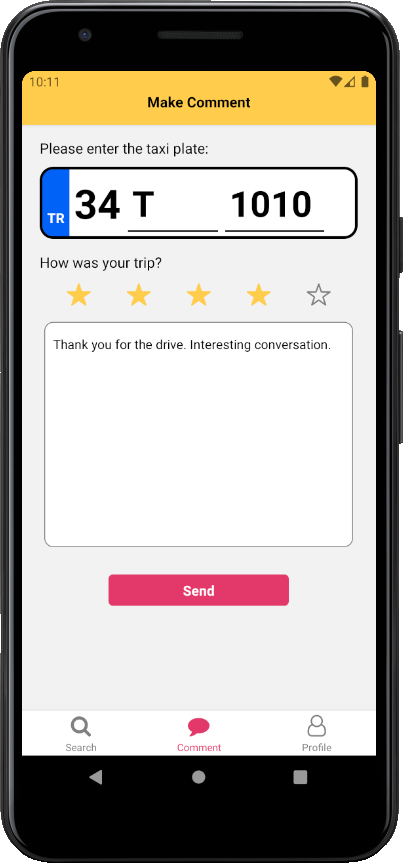 10:11
Make Comment
Please enter the taxi plate:
TR 34 T 1010
How was your trip?
Thank you for the drive. Interesting conversation.
Send
Search Comment Profile